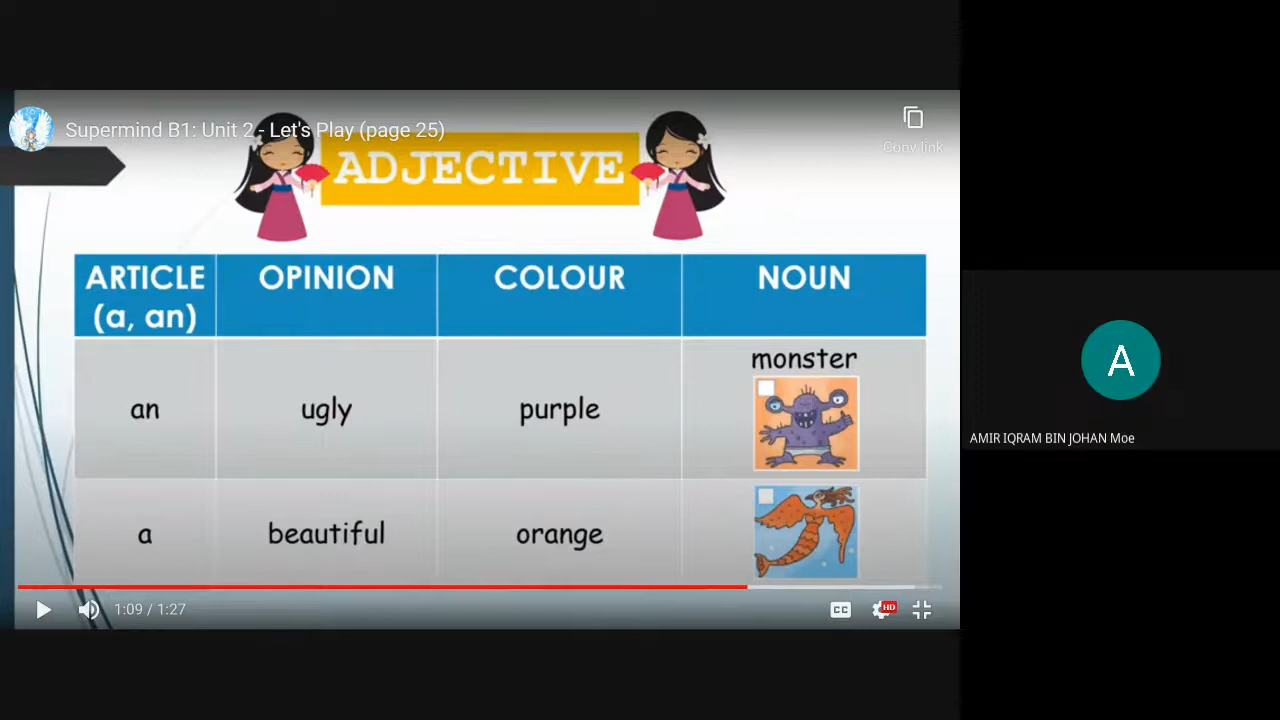 Supermind B1: Unit 2 - Let's Play (page 25)
Copy link
ADJECTIVE
ARTICLE (a, an) OPINION COLOUR NOUN
an ugly purple monster
a beautiful orange
1:09 / 1:27
CC
HD
A
AMIR IQRAM BIN JOHAN Moe